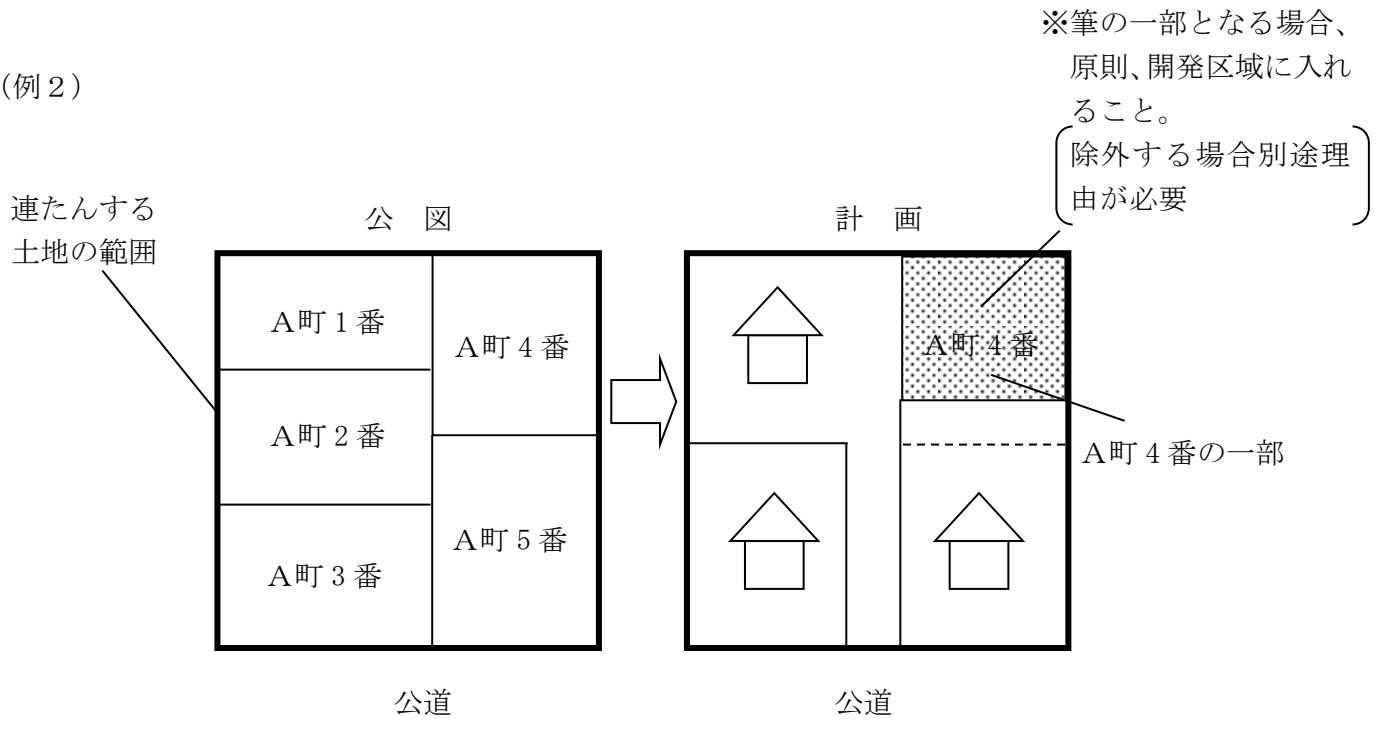 ※筆の一部となる場合、
原則、開発区域に入れ
ること。
(例２)
除外する場合別途理
由が必要
連たんする
土地の範囲
公　図
計　画
A町１番
A町４番
A町２番
A町５番
A町３番
A町４番
A町４番の一部
公道
公道